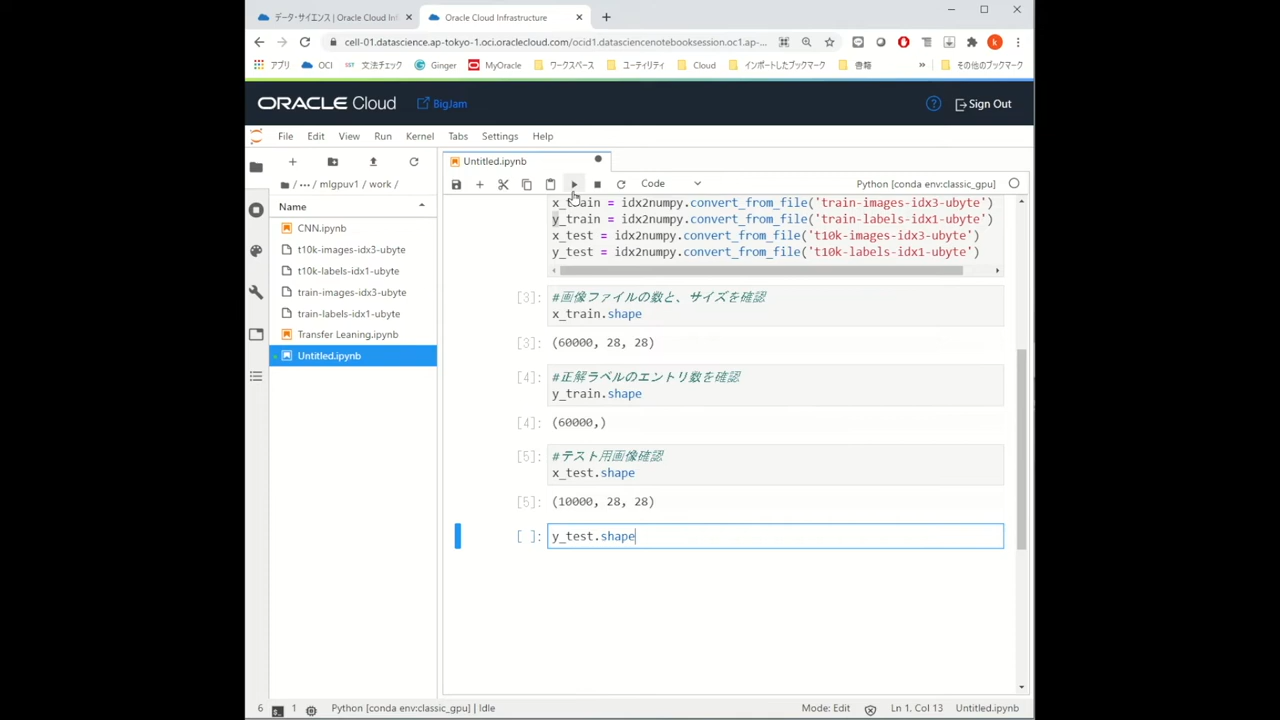 データ・サイエンス | Oracle Cloud Inf
Oracle Cloud Infrastructure
cell-01.datascience.ap-tokyo-1.oci.oraclecloud.com/ocid1.datasciencenotebooksession.oc1.ap-...
k
アプリ
OCI
SST 文法チェック
Ginger
MyOracle
ワークスペース
ユーティリティ
Cloud
インポートしたブックマーク
書籍
»
その他のブックマーク
ORACLE Cloud
BigJam
?
Sign Out
File Edit View Run Kernel Tabs Settings Help
Untitled.ipynb
/ ··· / mlgpuv1 / work /
Code
Python [conda env:classic_gpu]
Name
CNN.ipynb
t10k-images-idx3-ubyte
t10k-labels-idx1-ubyte
train-images-idx3-ubyte
train-labels-idx1-ubyte
Transfer Leaning.ipynb
Untitled.ipynb
x_train = idx2numpy.convert_from_file('train-images-idx3-ubyte')
y_train = idx2numpy.convert_from_file('train-labels-idx1-ubyte')
x_test = idx2numpy.convert_from_file('t10k-images-idx3-ubyte')
y_test = idx2numpy.convert_from_file('t10k-labels-idx1-ubyte')
[3]: #画像ファイルの数と、サイズを確認
x_train.shape
[3]: (60000, 28, 28)
[4]: #正解ラベルのエントリ数を確認
y_train.shape
[4]: (60000,)
[5]: #テスト用画像確認
x_test.shape
[5]: (10000, 28, 28)
[ ]: y_test.shape
6
1
Python [conda env:classic_gpu] | Idle
Mode: Edit
Ln 1, Col 13
Untitled.ipynb